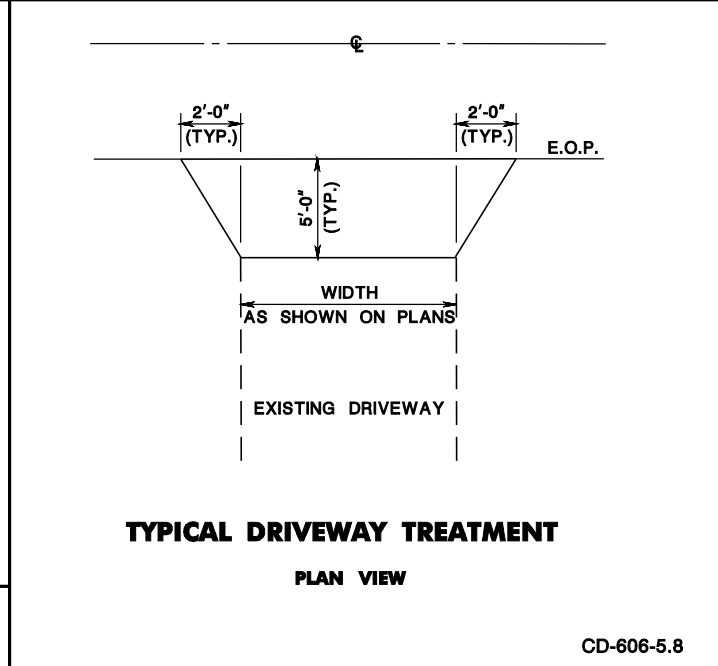 ℄
2'-0"
(TYP.)
2'-0"
(TYP.)
E.O.P.
5'-0"
(TYP.)
WIDTH
AS SHOWN ON PLANS
EXISTING DRIVEWAY
TYPICAL DRIVEWAY TREATMENT
PLAN VIEW
CD-606-5.8